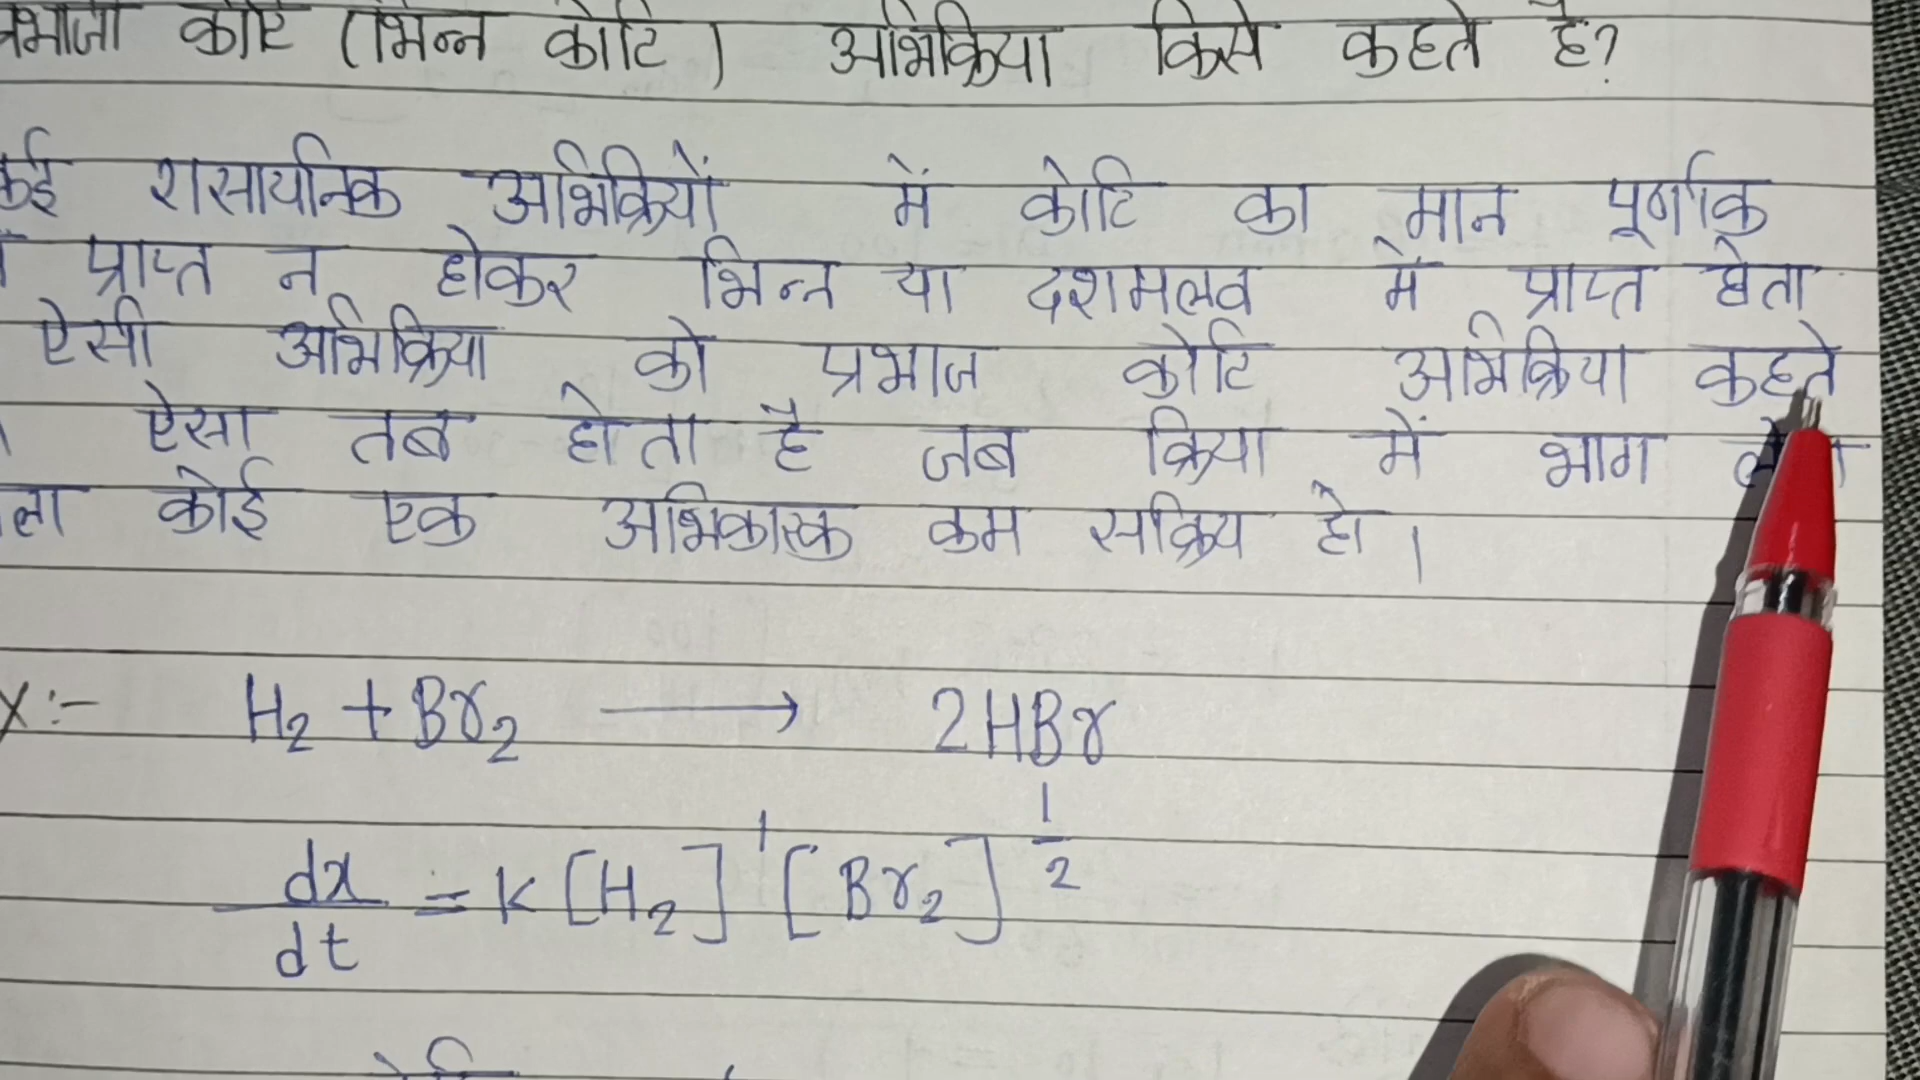 प्रभाजी कोटि (भिन्न कोटि) अभिक्रिया किसे कहते है?
कई रासायनिक अभिक्रियों में कोटि का मान पूर्णांक
प्राप्त न होकर भिन्न या दशमलव में प्राप्त होता
ऐसी अभिक्रिया को प्रभाज कोटि अभिक्रिया कहते
ऐसा तब होता है जब क्रिया में भाग
कोई एक अभिकारक कम सक्रिय हो।
x:- H₂ + Br₂ ⟶ 2HBr
dx/dt = K [H₂]¹ [Br₂]^1/2